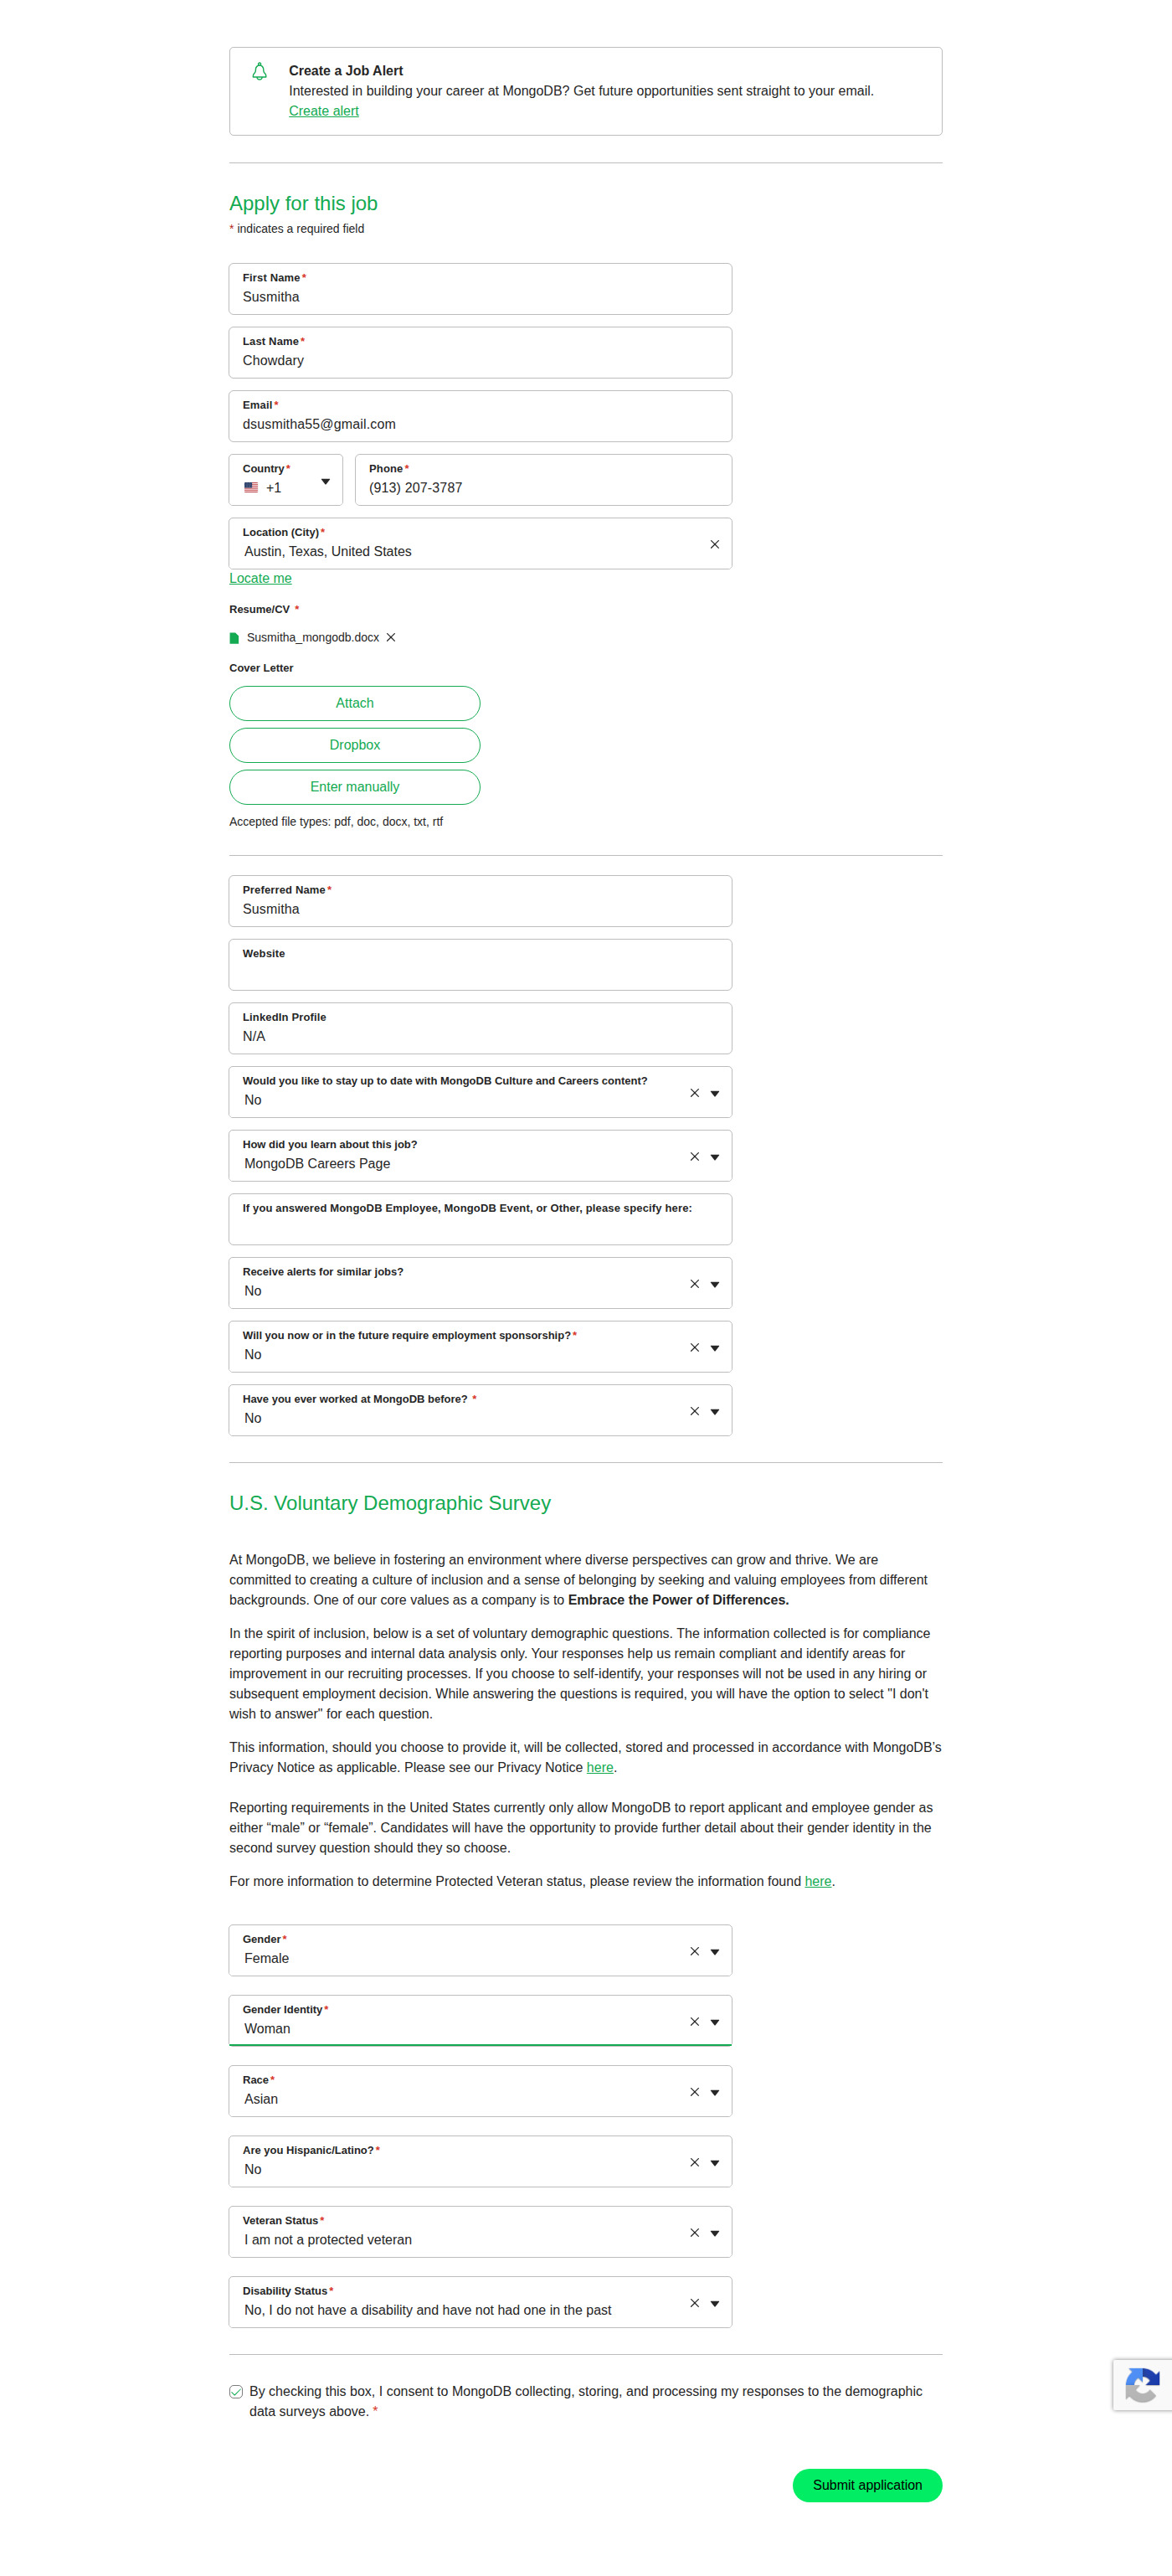 Create a Job Alert
Interested in building your career at MongoDB? Get future opportunities sent straight to your email.
Create alert
Apply for this job
* indicates a required field
First Name*
Susmitha
Last Name*
Chowdary
Email*
dsusmitha55@gmail.com
Country* Phone*
+1 (913) 207-3787
Location (City)*
Austin, Texas, United States
Locate me
Resume/CV *
Susmitha_mongodb.docx
Cover Letter
Attach
Dropbox
Enter manually
Accepted file types: pdf, doc, docx, txt, rtf
Preferred Name*
Susmitha
Website
LinkedIn Profile
N/A
Would you like to stay up to date with MongoDB Culture and Careers content?
No
How did you learn about this job?
MongoDB Careers Page
If you answered MongoDB Employee, MongoDB Event, or Other, please specify here:
Receive alerts for similar jobs?
No
Will you now or in the future require employment sponsorship?*
No
Have you ever worked at MongoDB before? *
No
U.S. Voluntary Demographic Survey
At MongoDB, we believe in fostering an environment where diverse perspectives can grow and thrive. We are
committed to creating a culture of inclusion and a sense of belonging by seeking and valuing employees from different
backgrounds. One of our core values as a company is to Embrace the Power of Differences.
In the spirit of inclusion, below is a set of voluntary demographic questions. The information collected is for compliance
reporting purposes and internal data analysis only. Your responses help us remain compliant and identify areas for
improvement in our recruiting processes. If you choose to self-identify, your responses will not be used in any hiring or
subsequent employment decision. While answering the questions is required, you will have the option to select "I don't
wish to answer" for each question.
This information, should you choose to provide it, will be collected, stored and processed in accordance with MongoDB’s
Privacy Notice as applicable. Please see our Privacy Notice here.
Reporting requirements in the United States currently only allow MongoDB to report applicant and employee gender as
either “male” or “female”. Candidates will have the opportunity to provide further detail about their gender identity in the
second survey question should they so choose.
For more information to determine Protected Veteran status, please review the information found here.
Gender*
Female
Gender Identity*
Woman
Race*
Asian
Are you Hispanic/Latino?*
No
Veteran Status*
I am not a protected veteran
Disability Status*
No, I do not have a disability and have not had one in the past
By checking this box, I consent to MongoDB collecting, storing, and processing my responses to the demographic
data surveys above. *
Submit application